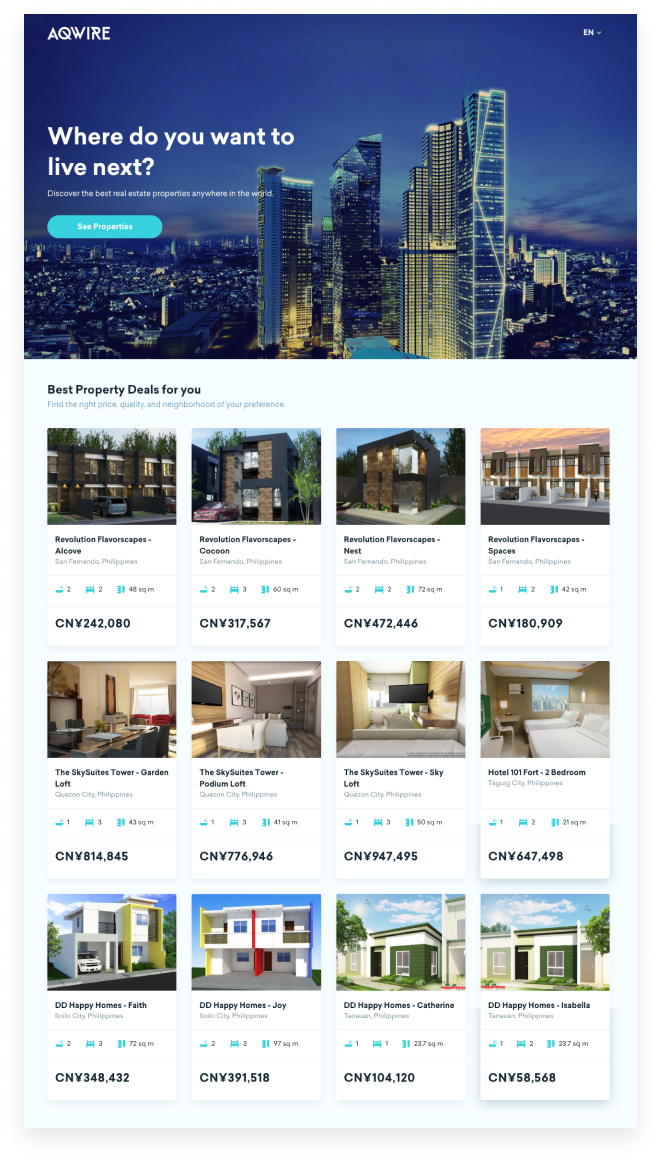 AQWIRE
EN
Where do you want to
live next?
Discover the best real estate properties anywhere in the world.
See Properties
Best Property Deals for you
Find the right price, quality, and neighborhood of your preference.
Revolution Flavorscapes -
Alcove
San Fernando, Philippines
2 2 48 sq m
CN¥242,080
Revolution Flavorscapes -
Cocoon
San Fernando, Philippines
2 3 60 sq m
CN¥317,567
Revolution Flavorscapes -
Nest
San Fernando, Philippines
2 2 72 sq m
CN¥472,446
Revolution Flavorscapes -
Spaces
San Fernando, Philippines
1 2 42 sq m
CN¥180,909
The SkySuites Tower - Garden
Loft
Quezon City, Philippines
1 3 43 sq m
CN¥814,845
The SkySuites Tower -
Podium Loft
Quezon City, Philippines
1 3 41 sq m
CN¥776,946
The SkySuites Tower - Sky
Loft
Quezon City, Philippines
1 3 50 sq m
CN¥947,495
Hotel 101 Fort - 2 Bedroom
Taguig City, Philippines
1 2 21 sq m
CN¥647,498
DD Happy Homes - Faith
Iloilo City, Philippines
2 3 72 sq m
CN¥348,432
DD Happy Homes - Joy
Iloilo City, Philippines
2 3 97 sq m
CN¥391,518
DD Happy Homes - Catherine
Tanauan, Philippines
1 1 23.7 sq m
CN¥104,120
DD Happy Homes - Isabella
Tanauan, Philippines
1 2 23.7 sq m
CN¥58,568